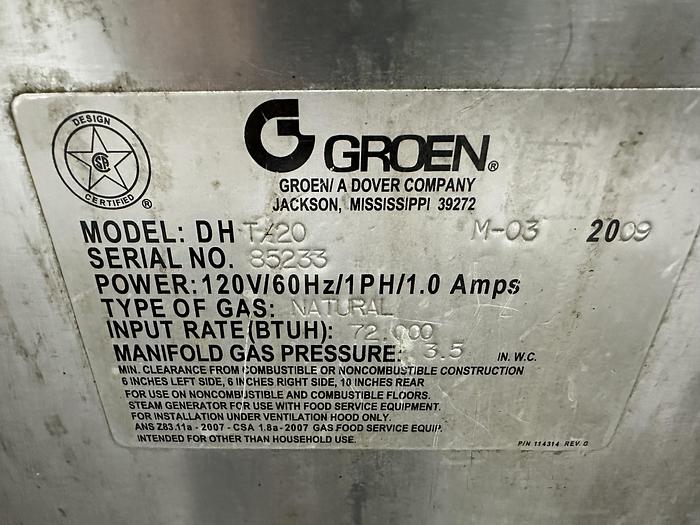 DESIGN
SA
CERTIFIED
®
GROEN®
GROEN/ A DOVER COMPANY
JACKSON, MISSISSIPPI 39272
MODEL: DH T/20 M-03 2009
SERIAL NO. 85233
POWER:120V/60Hz/1PH/1.0 Amps
TYPE OF GAS: NATURAL
INPUT RATE(BTUH): 72,000
MANIFOLD GAS PRESSURE: 3.5 IN. W.C.
MIN. CLEARANCE FROM COMBUSTIBLE OR NONCOMBUSTIBLE CONSTRUCTION
6 INCHES LEFT SIDE, 6 INCHES RIGHT SIDE, 10 INCHES REAR
FOR USE ON NONCOMBUSTIBLE AND COMBUSTIBLE FLOORS.
STEAM GENERATOR FOR USE WITH FOOD SERVICE EQUIPMENT.
FOR INSTALLATION UNDER VENTILATION HOOD ONLY.
ANS Z83.11a - 2007 - CSA 1.8a - 2007 GAS FOOD SERVICE EQUIP.
INTENDED FOR OTHER THAN HOUSEHOLD USE.
P/N 114314 REV. G